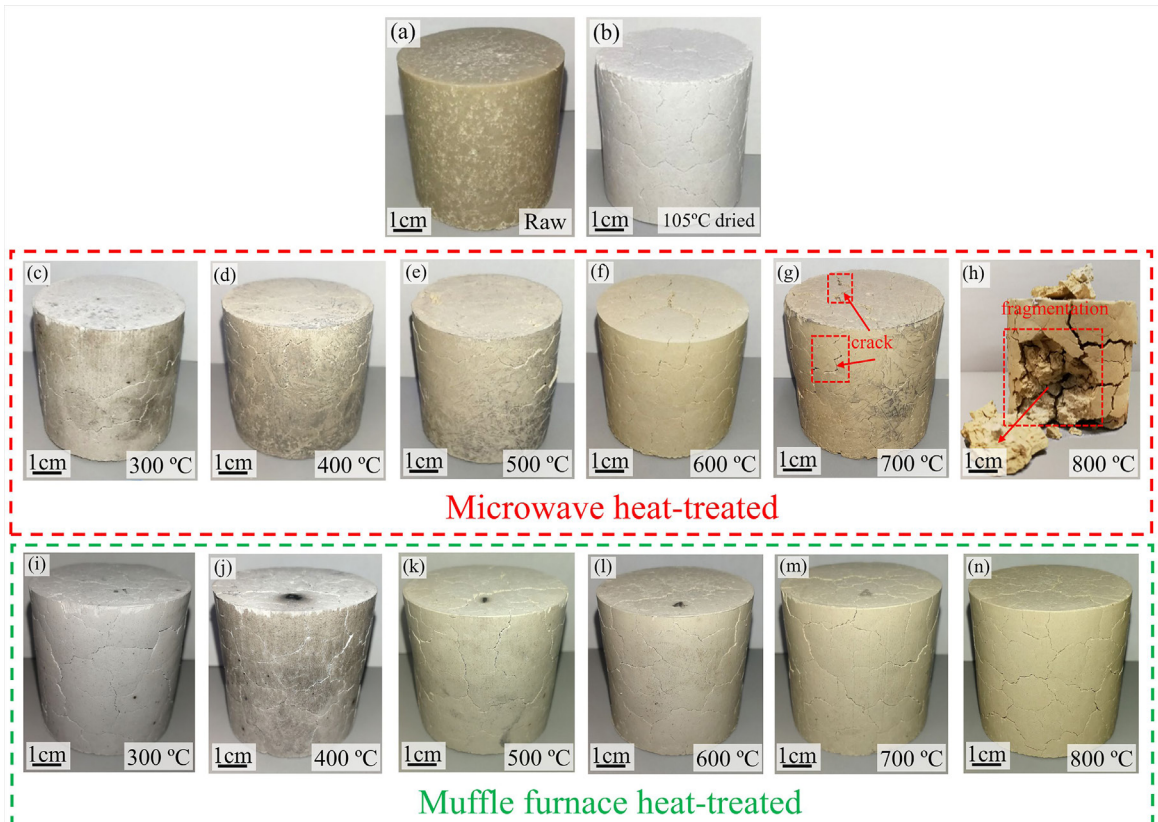 (a)
1cm
Raw
(b)
1cm
105ºC dried
(c)
1cm
300 ºC
(d)
1cm
400 ºC
(e)
1cm
500 ºC
(f)
1cm
600 ºC
(g)
crack
1cm
700 ºC
(h)
fragmentation
1cm
800 ºC
Microwave heat-treated
(i)
1cm
300 ºC
(j)
1cm
400 ºC
(k)
1cm
500 ºC
(l)
1cm
600 ºC
(m)
1cm
700 ºC
(n)
1cm
800 ºC
Muffle furnace heat-treated